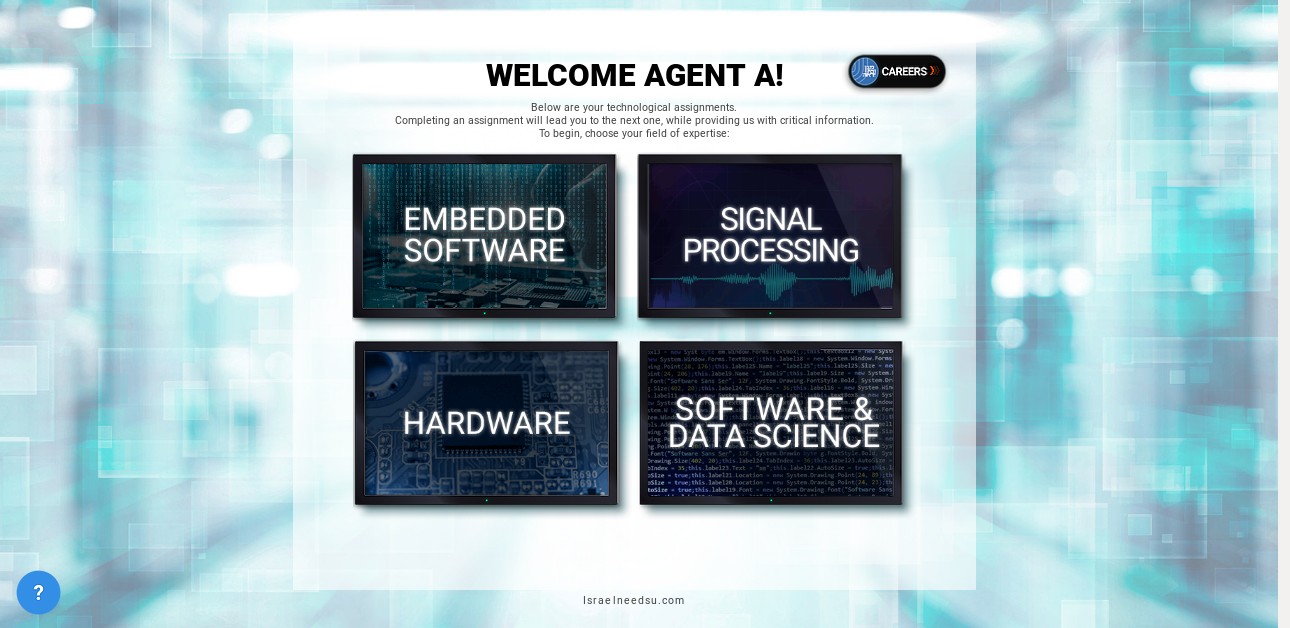 WELCOME AGENT A!
CAREERS
Below are your technological assignments.
Completing an assignment will lead you to the next one, while providing us with critical information.
To begin, choose your field of expertise:
EMBEDDED
SOFTWARE
SIGNAL
PROCESSING
HARDWARE
R690
R691
SOFTWARE &
DATA SCIENCE
?
Israelneedsu.com